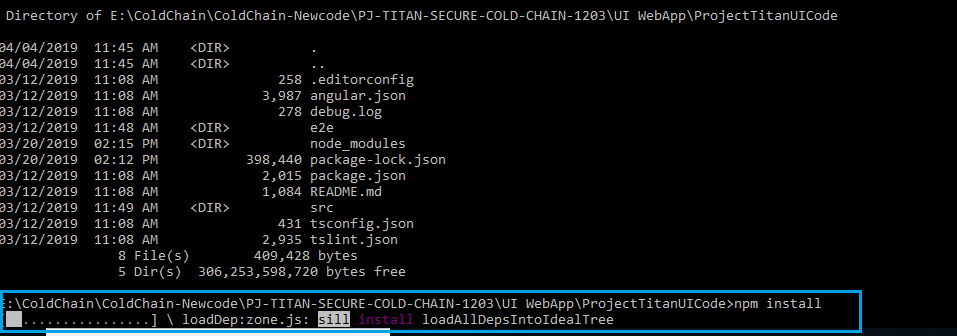 Directory of E:\ColdChain\ColdChain-Newcode\PJ-TITAN-SECURE-COLD-CHAIN-1203\UI WebApp\ProjectTitanUICode
04/04/2019  11:45 AM    <DIR>          .
04/04/2019  11:45 AM    <DIR>          ..
03/12/2019  11:08 AM               258 .editorconfig
03/12/2019  11:08 AM             3,987 angular.json
03/12/2019  11:08 AM               278 debug.log
03/12/2019  11:48 AM    <DIR>          e2e
03/20/2019  02:15 PM    <DIR>          node_modules
03/20/2019  02:12 PM           398,440 package-lock.json
03/12/2019  11:08 AM             2,015 package.json
03/12/2019  11:08 AM             1,084 README.md
03/12/2019  11:49 AM    <DIR>          src
03/12/2019  11:08 AM               431 tsconfig.json
03/12/2019  11:08 AM             2,935 tslint.json
8 File(s)        409,428 bytes
5 Dir(s)  306,253,598,720 bytes free
E:\ColdChain\ColdChain-Newcode\PJ-TITAN-SECURE-COLD-CHAIN-1203\UI WebApp\ProjectTitanUICode>npm install
[ ................] \ loadDep:zone.js: sill install loadAllDepsIntoIdealTree